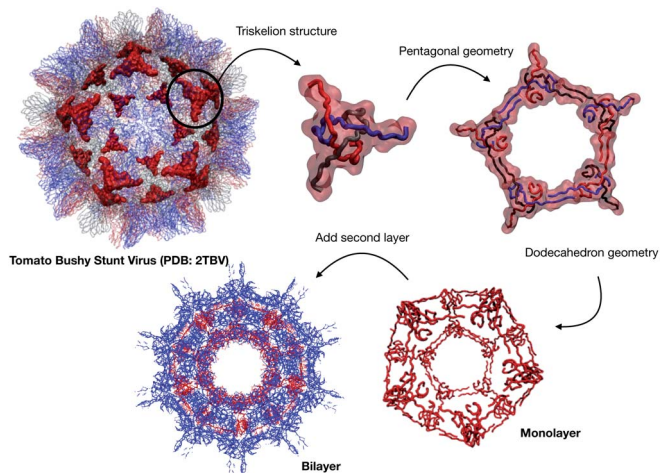 Triskelion structure
Pentagonal geometry
Tomato Bushy Stunt Virus (PDB: 2TBV)
Add second layer
Dodecahedron geometry
Monolayer
Bilayer